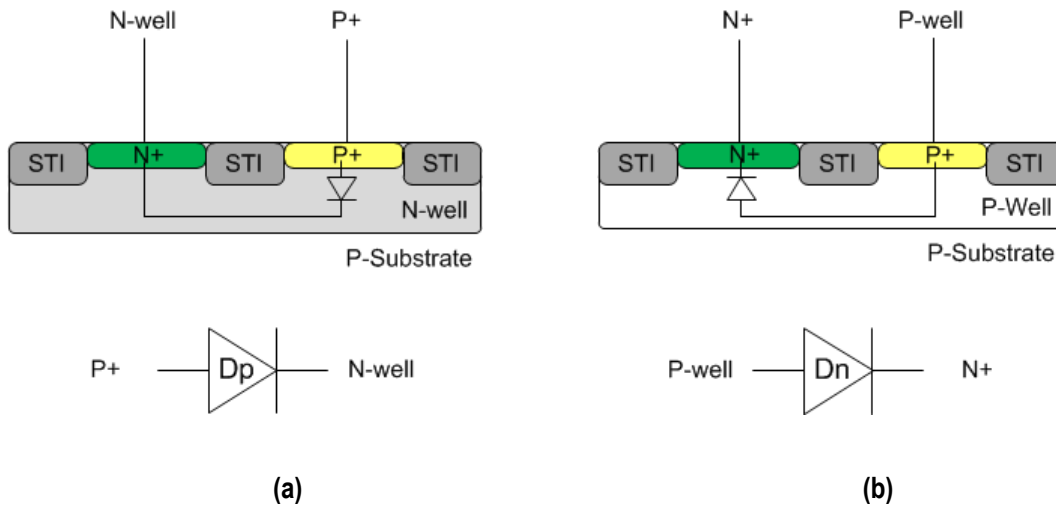 N-well P+
STI N+ STI P+ STI
N-well
P-Substrate
P+ Dp N-well
(a)
N+ P-well
STI N+ STI P+ STI
P-Well
P-Substrate
P-well Dn N+
(b)